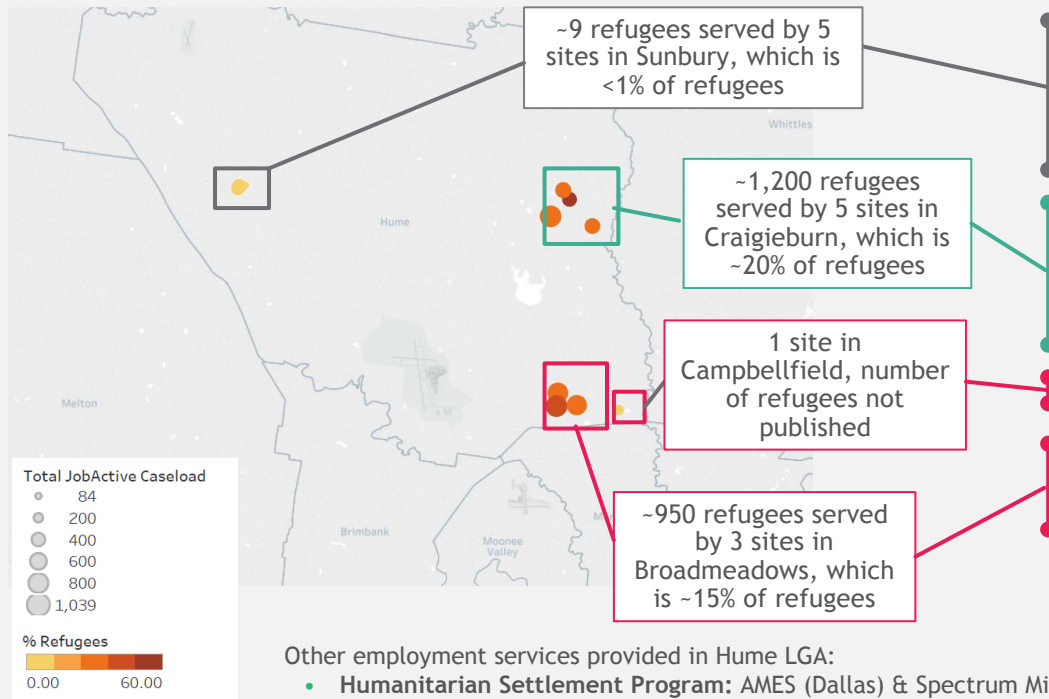 ~9 refugees served by 5
sites in Sunbury, which is
<1% of refugees
Whittles
~1,200 refugees
served by 5 sites in
Craigieburn, which is
~20% of refugees
Hume
1 site in
Campbellfield, number
of refugees not
published
Melton
Total JobActive Caseload
84
200
400
600
800
1,039
% Refugees
0.00 60.00
Brimbank
Moonee
Valley
~950 refugees served
by 3 sites in
Broadmeadows, which
is ~15% of refugees
Other employment services provided in Hume LGA:
• Humanitarian Settlement Program: AMES (Dallas) & Spectrum Mi